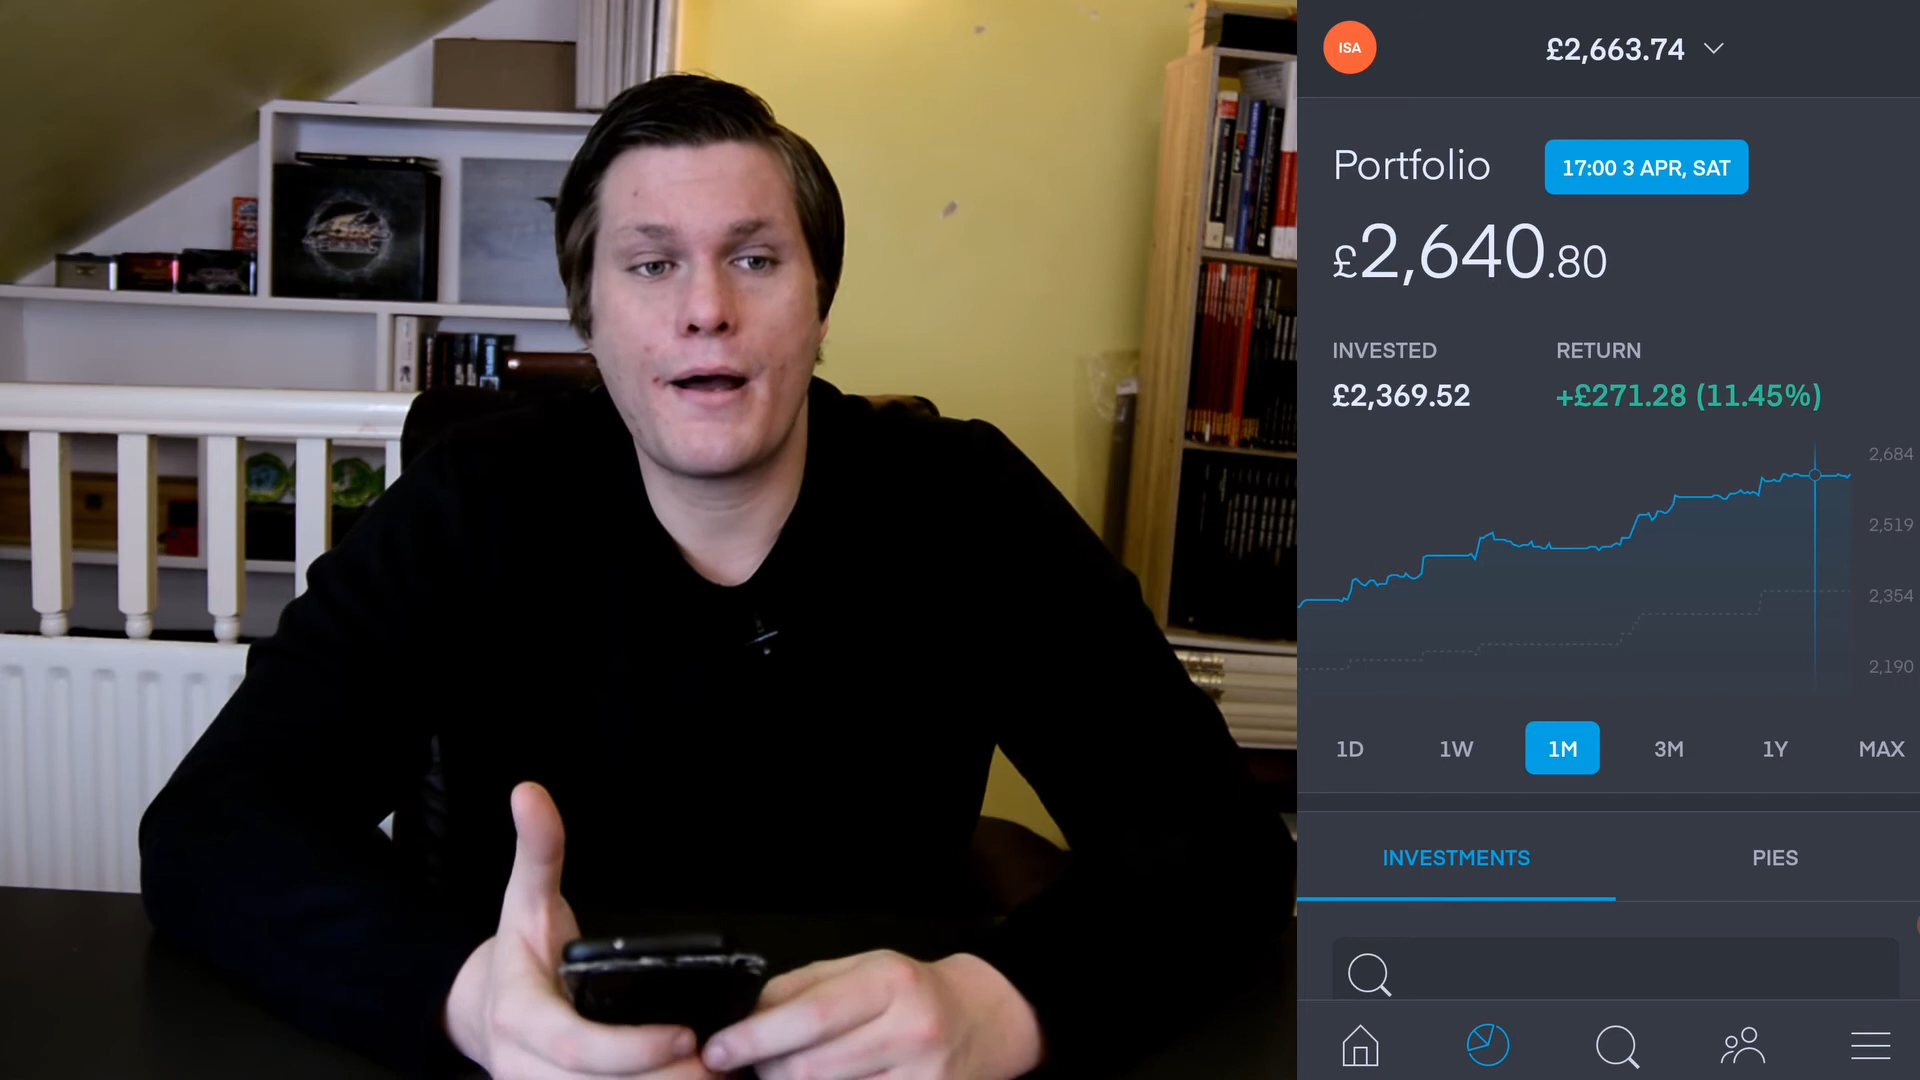 ISA
£2,663.74
Portfolio
17:00 3 APR, SAT
£2,640.80
INVESTED
RETURN
£2,369.52
+£271.28 (11.45%)
2,684
2,519
2,354
2,190
1D
1W
1M
3M
1Y
MAX
INVESTMENTS
PIES